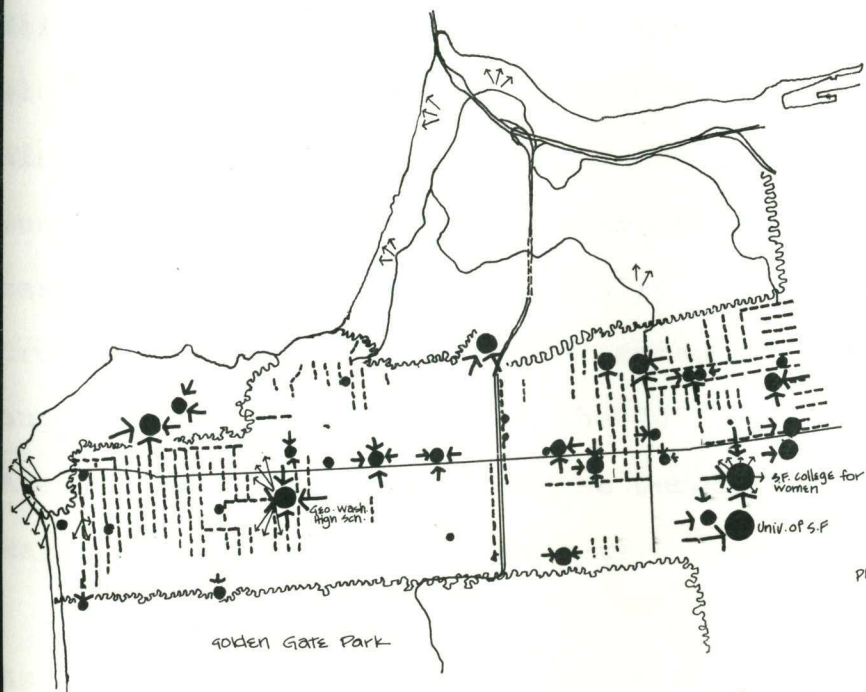 Geo. Wash.
High Sch.
S.F. College for
Women
Univ. of S.F
Golden Gate Park